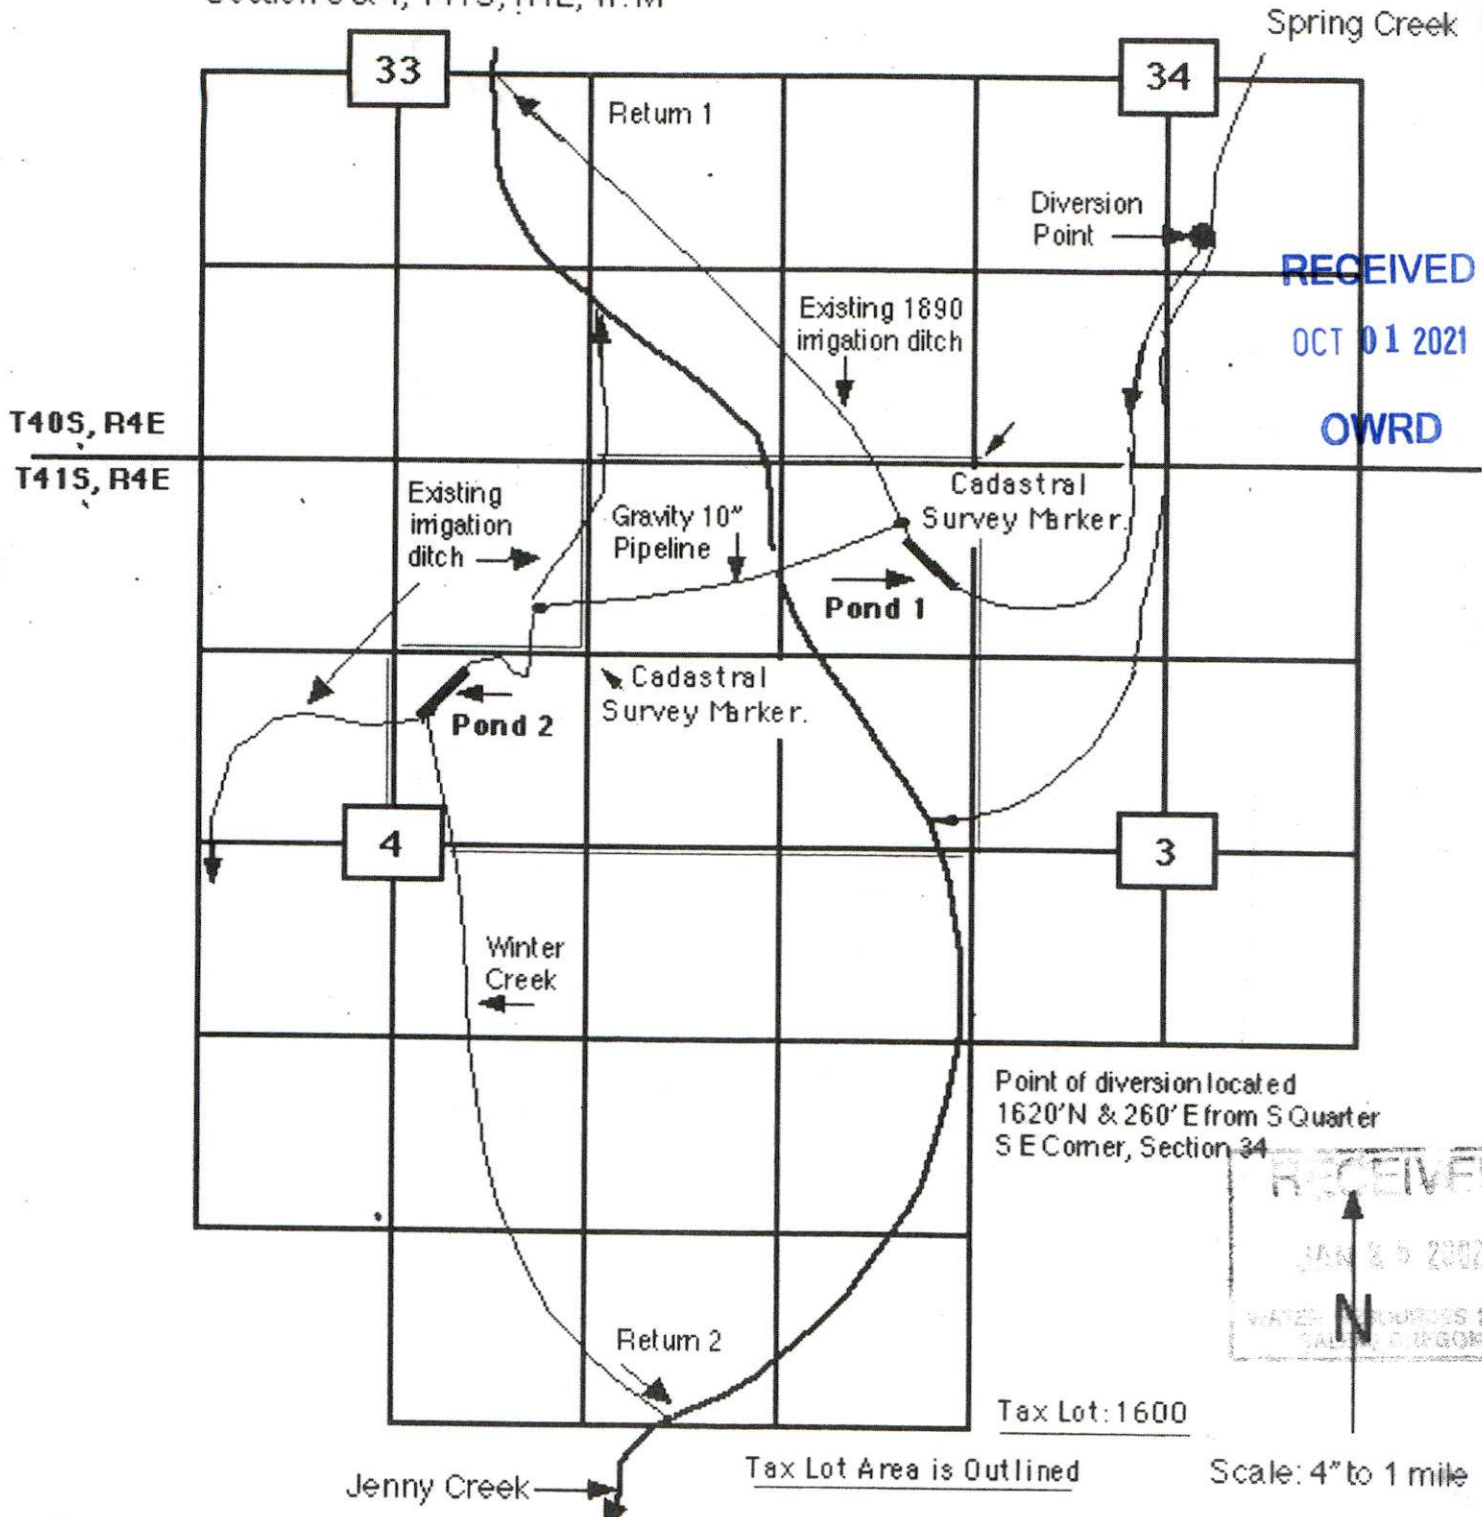 Spring Creek
33
34
Return 1
Diversion
Point
RECEIVED
OCT 01 2021
OWRD
Existing 1890
irrigation ditch
T40S, R4E
T41S, R4E
Existing
irrigation
ditch
Gravity 10"
Pipeline
Cadastral
Survey Marker.
Pond 1
Cadastral
Survey Marker.
Pond 2
4
3
Winter
Creek
Point of diversion located
1620'N & 260' E from S Quarter
S E Corner, Section 34
N
Return 2
Tax Lot: 1600
Tax Lot Area is Outlined
Scale: 4" to 1 mile
Jenny Creek